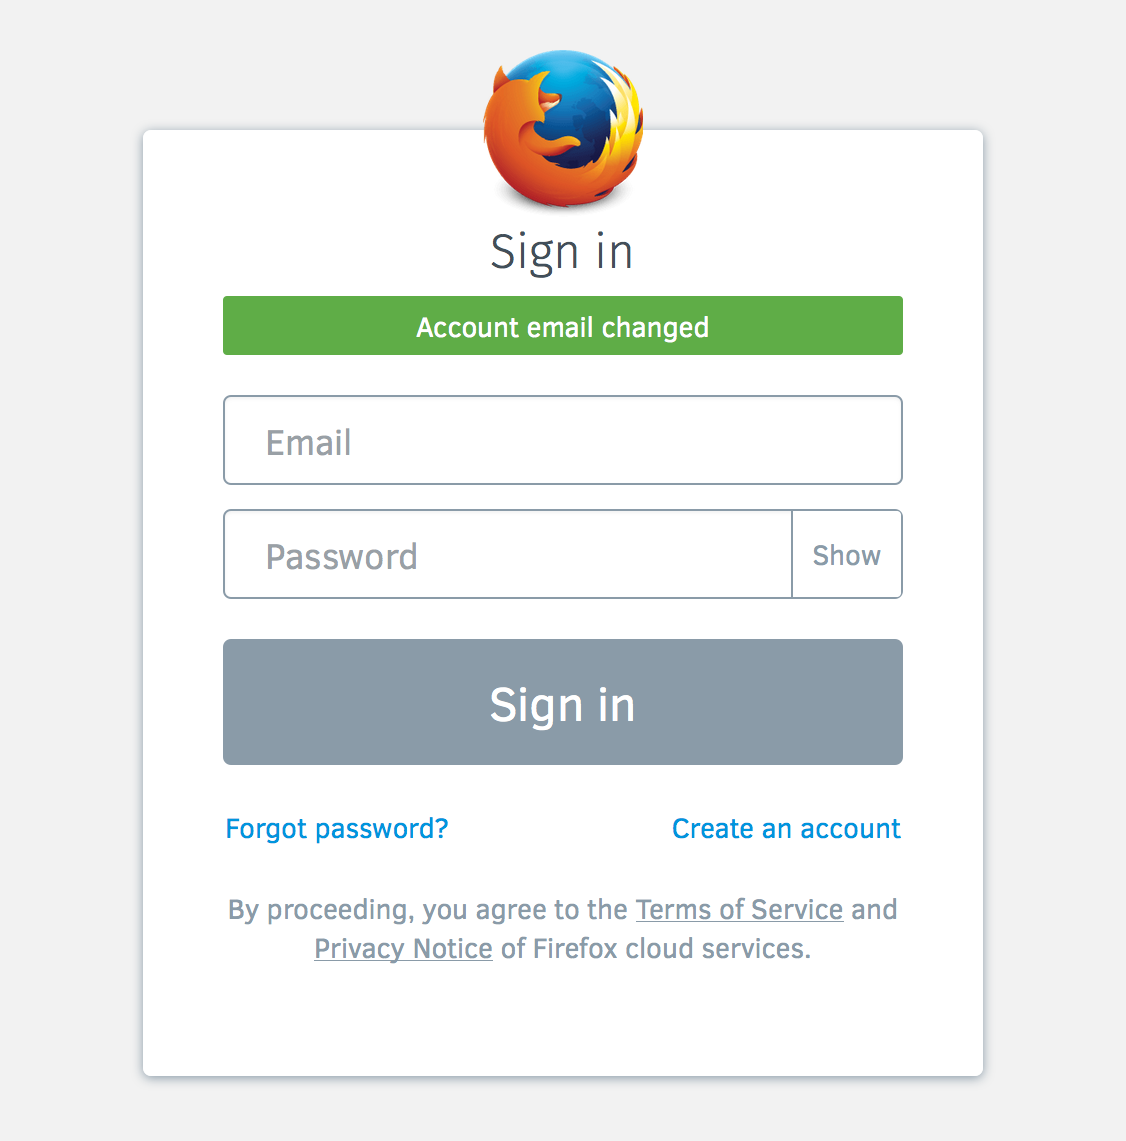 Sign in
Account email changed
Email
Password
Show
Sign in
Forgot password?
Create an account
By proceeding, you agree to the Terms of Service and
Privacy Notice of Firefox cloud services.